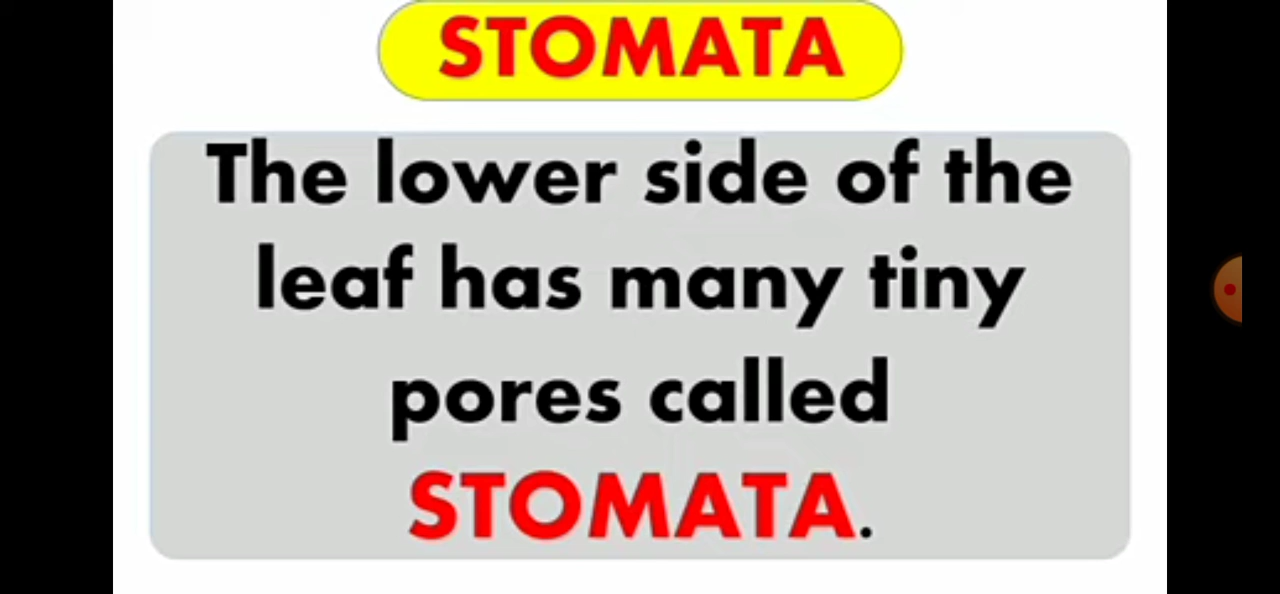 STOMATA
The lower side of the
leaf has many tiny
pores called
STOMATA.